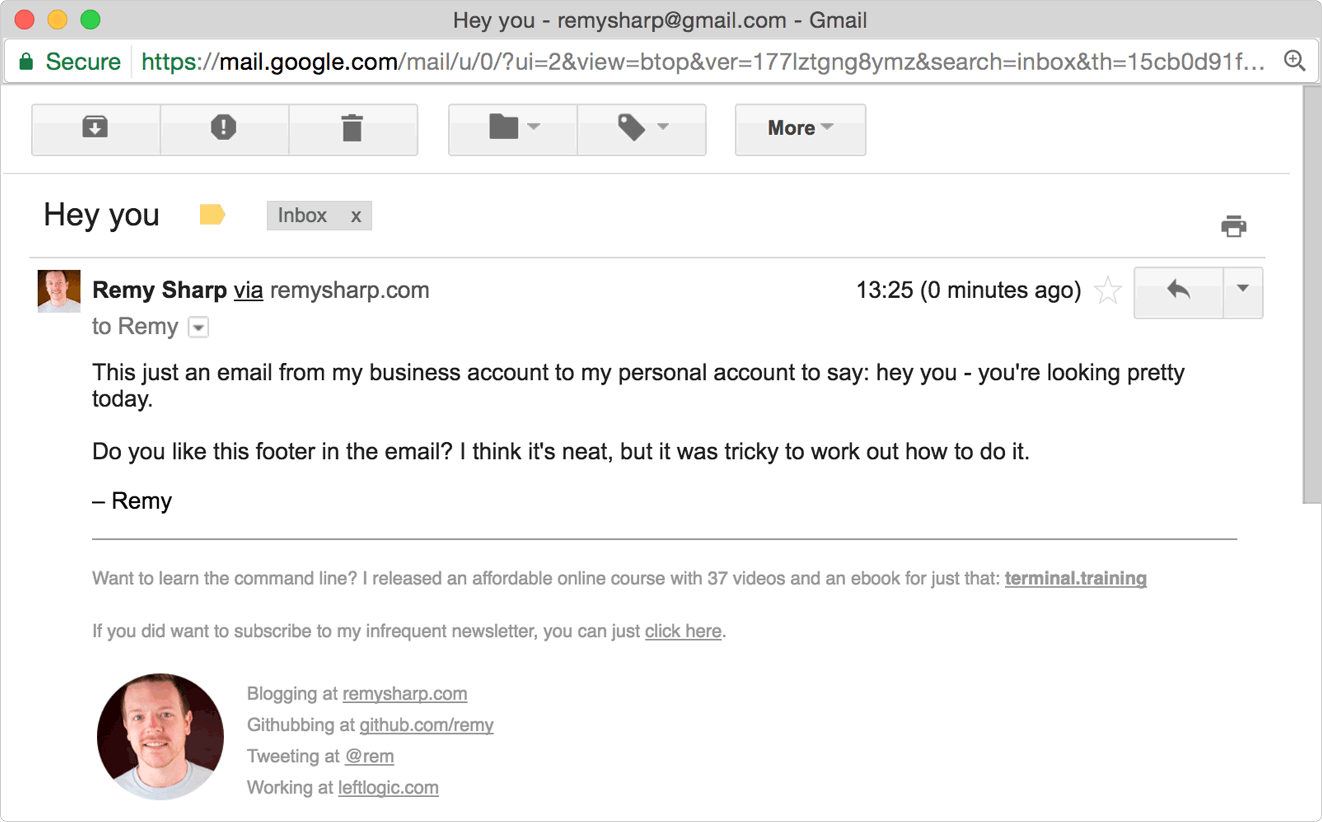 Hey you - remysharp@gmail.com - Gmail
Secure https://mail.google.com/mail/u/0/?ui=2&view=btop&ver=177lztgng8ymz&search=inbox&th=15cb0d91f...
More
Hey you Inbox x
Remy Sharp via remysharp.com 13:25 (0 minutes ago)
to Remy
This just an email from my business account to my personal account to say: hey you - you're looking pretty
today.
Do you like this footer in the email? I think it's neat, but it was tricky to work out how to do it.
– Remy
Want to learn the command line? I released an affordable online course with 37 videos and an ebook for just that: terminal.training
If you did want to subscribe to my infrequent newsletter, you can just click here.
Blogging at remysharp.com
Githubbing at github.com/remy
Tweeting at @rem
Working at leftlogic.com